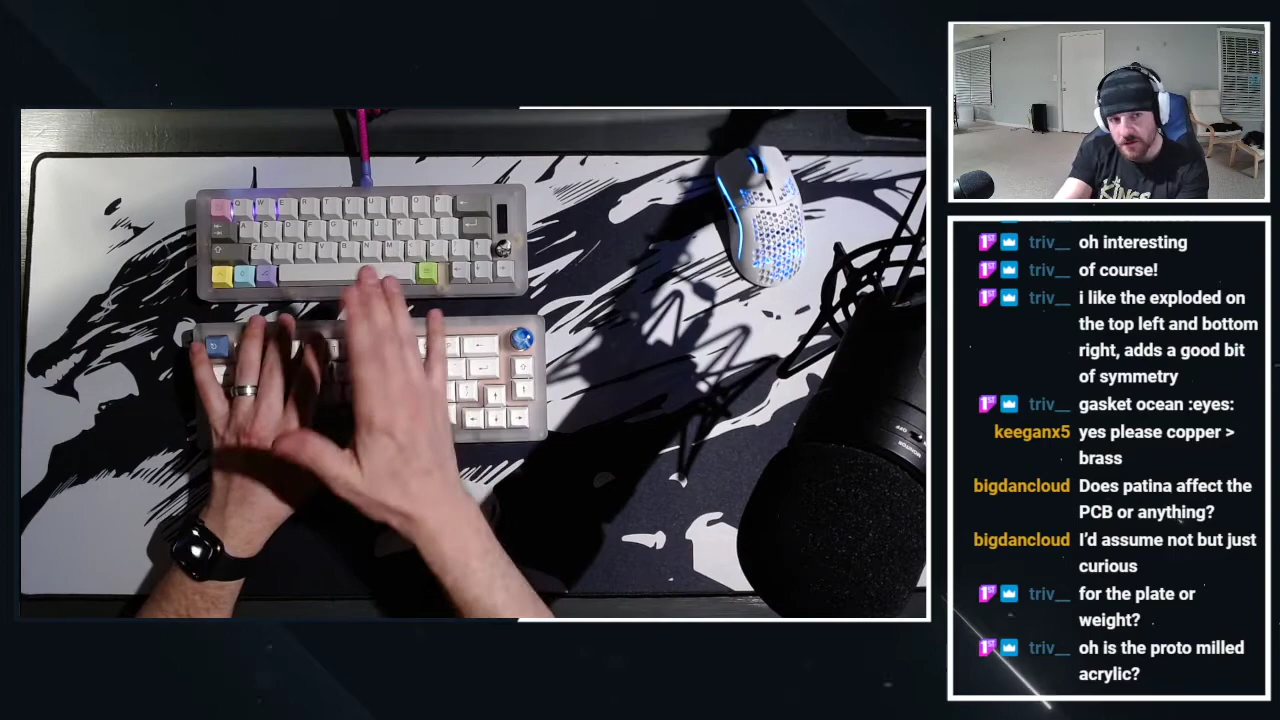 triv__ oh interesting
triv__ of course!
triv__ i like the exploded on
the top left and bottom
right, adds a good bit
of symmetry
triv__ gasket ocean :eyes:
keeganx5 yes please copper >
brass
bigdancloud Does patina affect the
PCB or anything?
bigdancloud I'd assume not but just
curious
triv__ for the plate or
weight?
triv__ oh is the proto milled
acrylic?